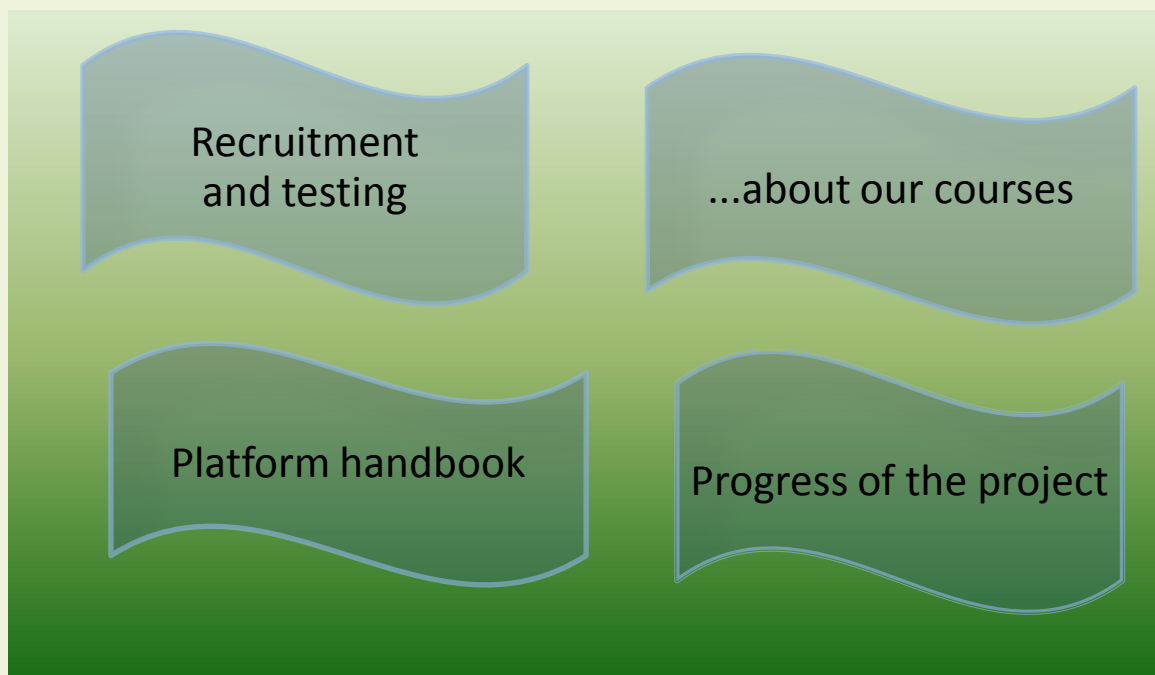 Recruitment
and testing
...about our courses
Platform handbook
Progress of the project